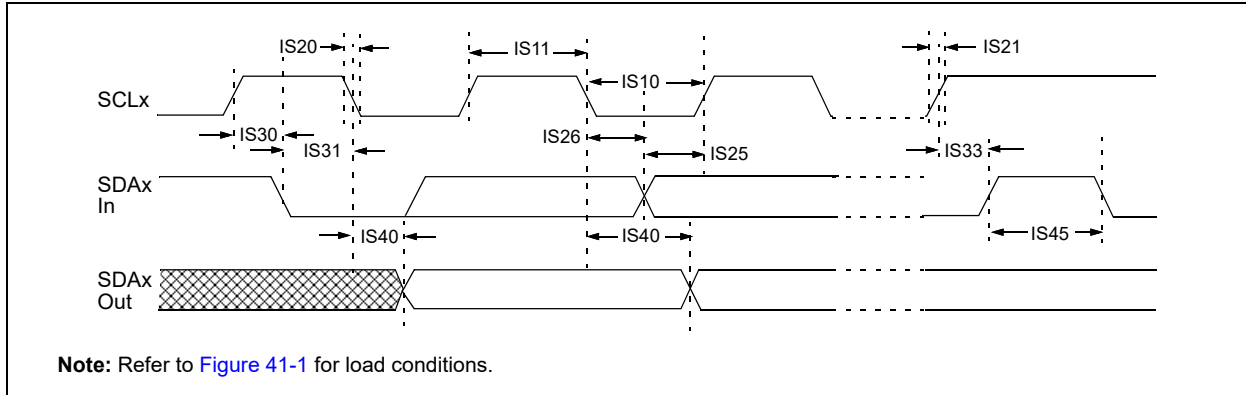 IS20
IS11
IS21
IS10
SCLx
IS30
IS26
IS31
IS25
IS33
SDAx
In
IS40
IS40
IS45
SDAx
Out
Note: Refer to Figure 41-1 for load conditions.